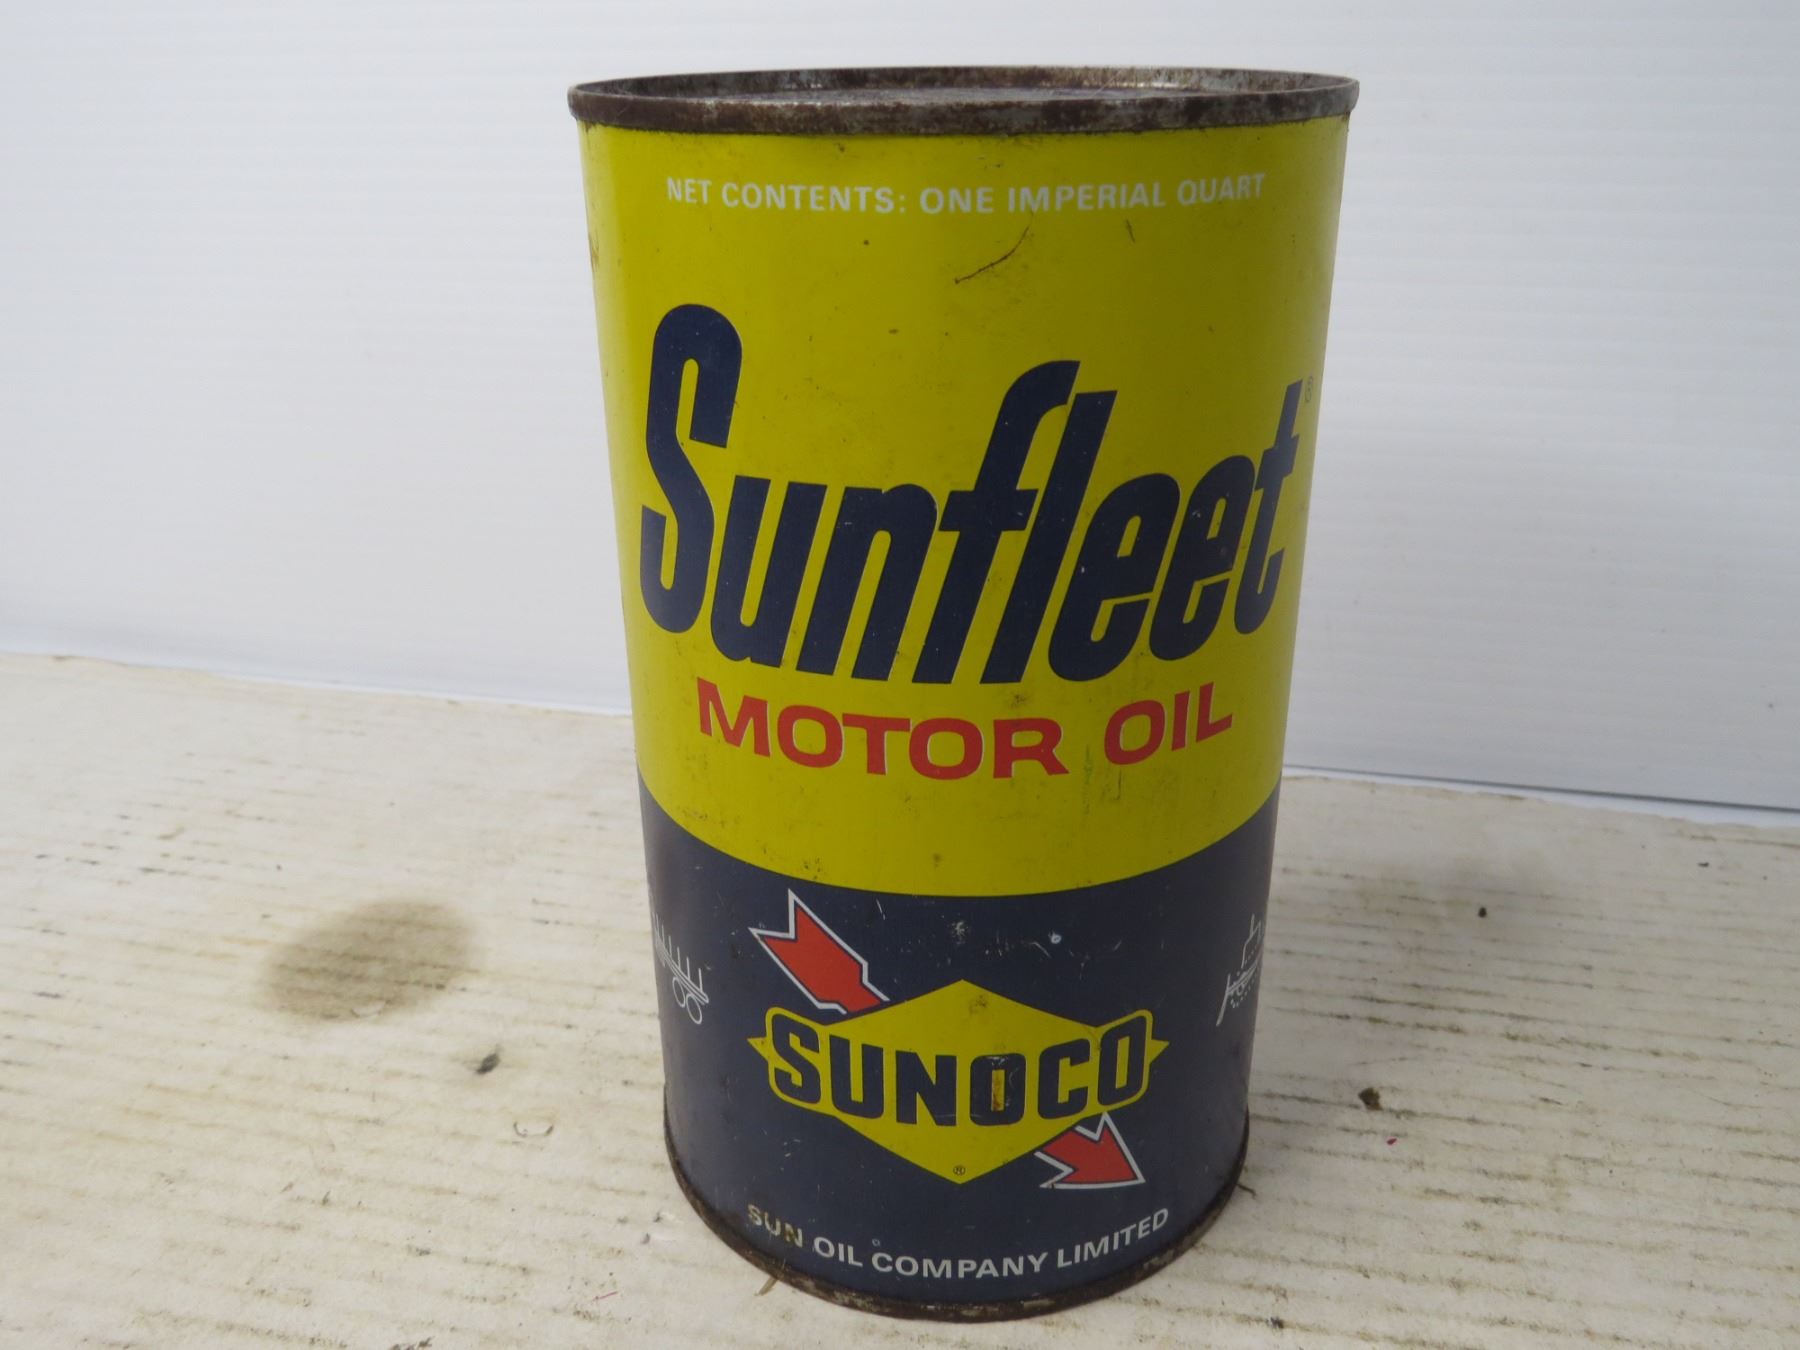 NET CONTENTS: ONE IMPERIAL QUART
Sunfleet®
MOTOR OIL
SUNOCO
®
SUN OIL COMPANY LIMITED